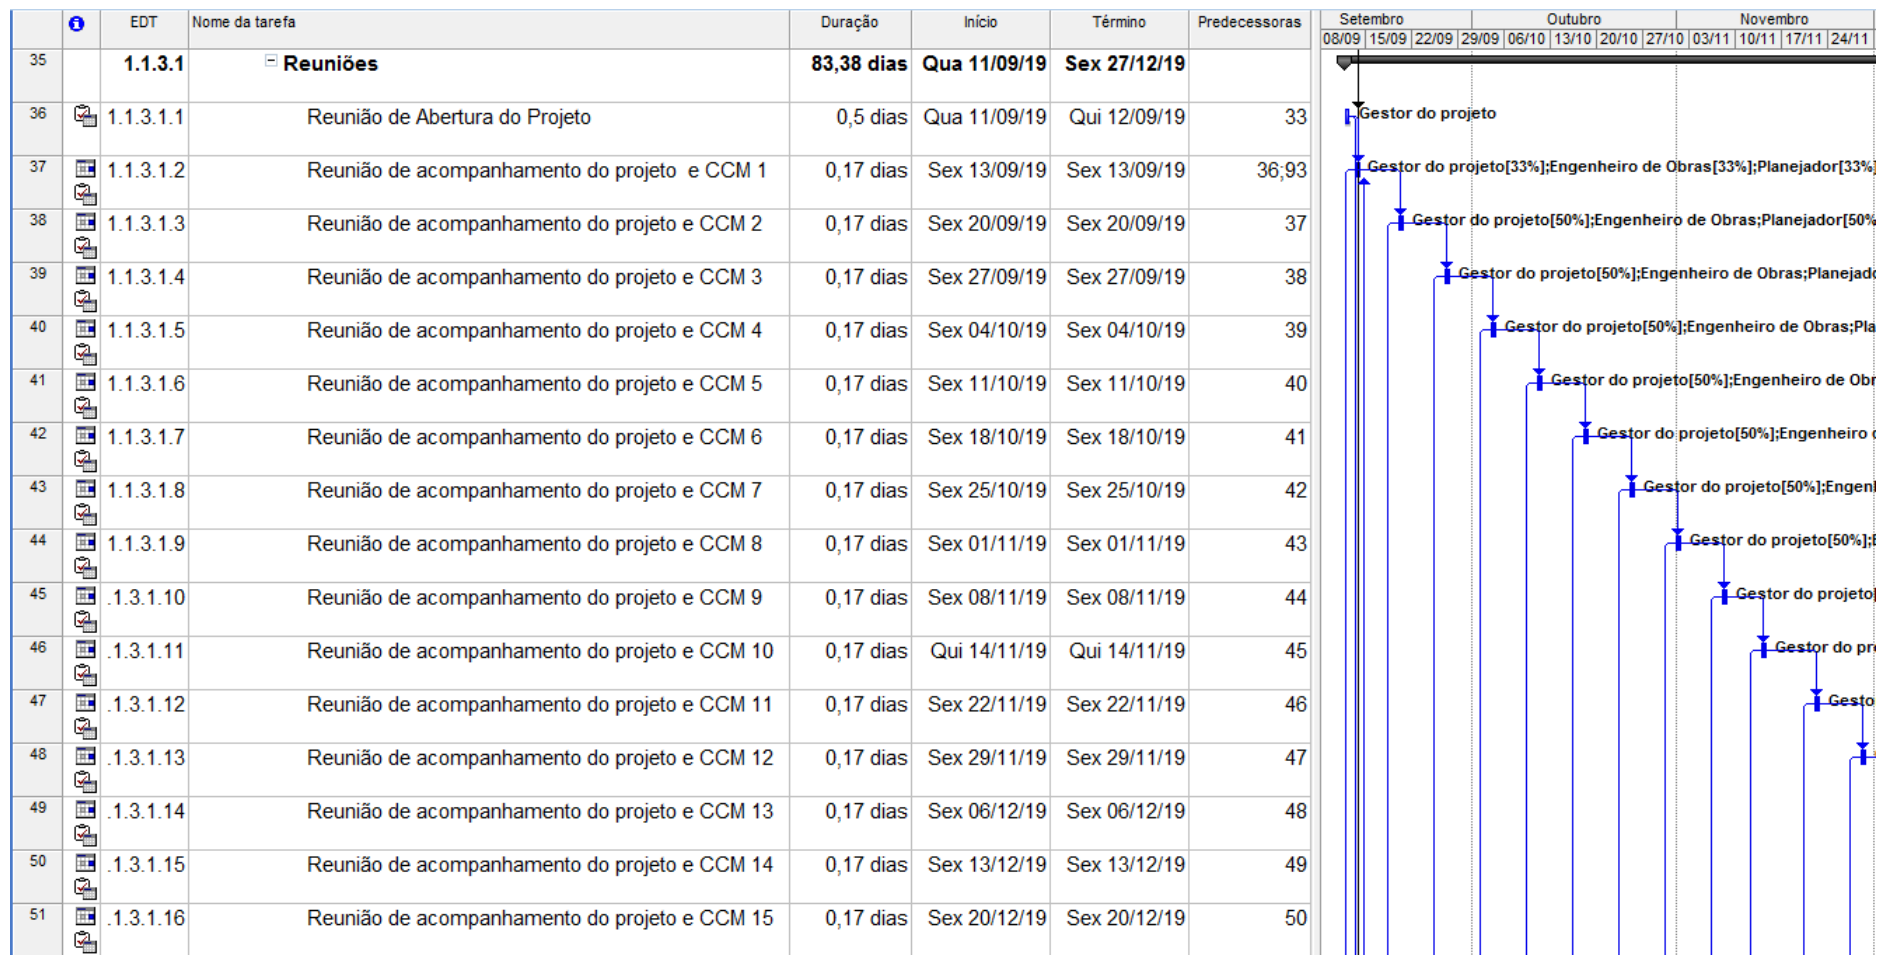 EDT Nome da tarefa Duração Início Término Predecessoras Setembro Outubro Novembro
08/09 15/09 22/09 29/09 06/10 13/10 20/10 27/10 03/11 10/11 17/11 24/11
35 1.1.3.1 Reuniões 83,38 dias Qua 11/09/19 Sex 27/12/19
36 1.1.3.1.1 Reunião de Abertura do Projeto 0,5 dias Qua 11/09/19 Qui 12/09/19 33 Gestor do projeto
37 1.1.3.1.2 Reunião de acompanhamento do projeto e CCM 1 0,17 dias Sex 13/09/19 Sex 13/09/19 36;93 Gestor do projeto[33%];Engenheiro de Obras[33%];Planejador[33%]
38 1.1.3.1.3 Reunião de acompanhamento do projeto e CCM 2 0,17 dias Sex 20/09/19 Sex 20/09/19 37 Gestor do projeto[50%];Engenheiro de Obras;Planejador[50%
39 1.1.3.1.4 Reunião de acompanhamento do projeto e CCM 3 0,17 dias Sex 27/09/19 Sex 27/09/19 38 Gestor do projeto[50%];Engenheiro de Obras;Planejado
40 1.1.3.1.5 Reunião de acompanhamento do projeto e CCM 4 0,17 dias Sex 04/10/19 Sex 04/10/19 39 Gestor do projeto[50%];Engenheiro de Obras;Pla
41 1.1.3.1.6 Reunião de acompanhamento do projeto e CCM 5 0,17 dias Sex 11/10/19 Sex 11/10/19 40 Gestor do projeto[50%];Engenheiro de Obr
42 1.1.3.1.7 Reunião de acompanhamento do projeto e CCM 6 0,17 dias Sex 18/10/19 Sex 18/10/19 41 Gestor do projeto[50%];Engenheiro
43 1.1.3.1.8 Reunião de acompanhamento do projeto e CCM 7 0,17 dias Sex 25/10/19 Sex 25/10/19 42 Gestor do projeto[50%];Engenh
44 1.1.3.1.9 Reunião de acompanhamento do projeto e CCM 8 0,17 dias Sex 01/11/19 Sex 01/11/19 43 Gestor do projeto[50%];E
45 .1.3.1.10 Reunião de acompanhamento do projeto e CCM 9 0,17 dias Sex 08/11/19 Sex 08/11/19 44 Gestor do projeto[
46 .1.3.1.11 Reunião de acompanhamento do projeto e CCM 10 0,17 dias Qui 14/11/19 Qui 14/11/19 45 Gestor do pr
47 .1.3.1.12 Reunião de acompanhamento do projeto e CCM 11 0,17 dias Sex 22/11/19 Sex 22/11/19 46 Gesto
48 .1.3.1.13 Reunião de acompanhamento do projeto e CCM 12 0,17 dias Sex 29/11/19 Sex 29/11/19 47
49 .1.3.1.14 Reunião de acompanhamento do projeto e CCM 13 0,17 dias Sex 06/12/19 Sex 06/12/19 48
50 .1.3.1.15 Reunião de acompanhamento do projeto e CCM 14 0,17 dias Sex 13/12/19 Sex 13/12/19 49
51 .1.3.1.16 Reunião de acompanhamento do projeto e CCM 15 0,17 dias Sex 20/12/19 Sex 20/12/19 50